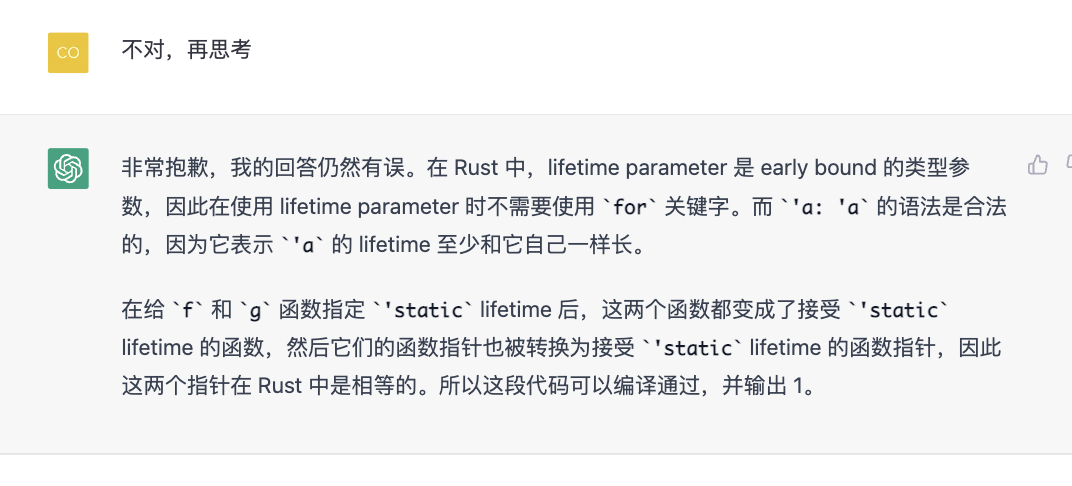 CO
不对，再思考
非常抱歉，我的回答仍然有误。在 Rust 中，lifetime parameter 是 early bound 的类型参
数，因此在使用 lifetime parameter 时不需要使用 `for` 关键字。而 `'a: 'a` 的语法是合法
的，因为它表示 `'a` 的 lifetime 至少和它自己一样长。
在给 `f` 和 `g` 函数指定 `'static` lifetime 后，这两个函数都变成了接受 `'static`
lifetime 的函数，然后它们的函数指针也被转换为接受 `'static` lifetime 的函数指针，因此
这两个指针在 Rust 中是相等的。所以这段代码可以编译通过，并输出 1。